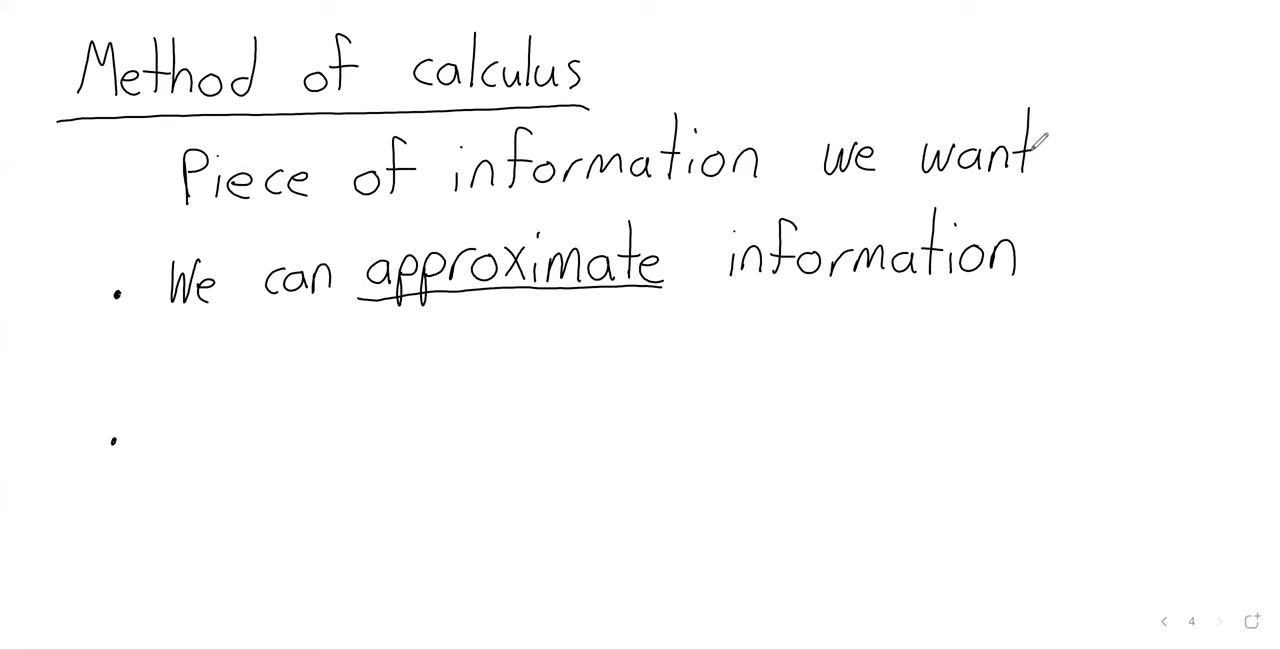 Method of calculus
Piece of information we want
• We can approximate information
•
4